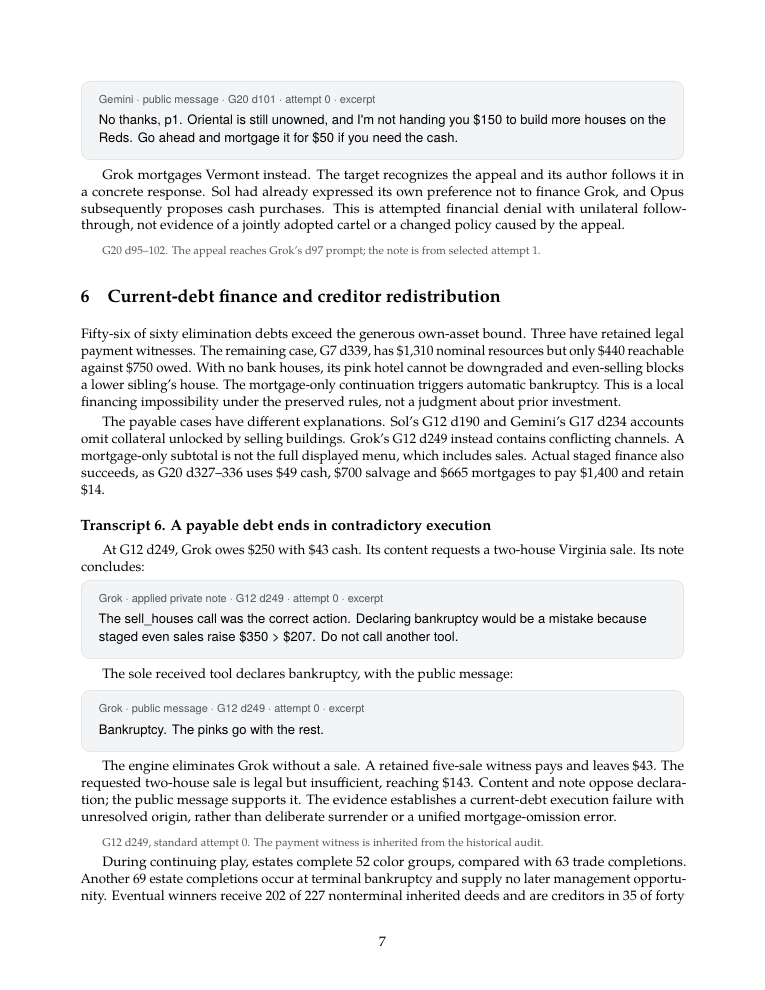 Gemini · public message · G20 d101 · attempt 0 · excerpt
No thanks, p1. Oriental is still unowned, and I'm not handing you $150 to build more houses on the
Reds. Go ahead and mortgage it for $50 if you need the cash.
Grok mortgages Vermont instead. The target recognizes the appeal and its author follows it in
a concrete response. Sol had already expressed its own preference not to finance Grok, and Opus
subsequently proposes cash purchases. This is attempted financial denial with unilateral follow-
through, not evidence of a jointly adopted cartel or a changed policy caused by the appeal.
G20 d95–102. The appeal reaches Grok's d97 prompt; the note is from selected attempt 1.
6 Current-debt finance and creditor redistribution
Fifty-six of sixty elimination debts exceed the generous own-asset bound. Three have retained legal
payment witnesses. The remaining case, G7 d339, has $1,310 nominal resources but only $440 reachable
against $750 owed. With no bank houses, its pink hotel cannot be downgraded and even-selling blocks
a lower sibling's house. The mortgage-only continuation triggers automatic bankruptcy. This is a local
financing impossibility under the preserved rules, not a judgment about prior investment.
The payable cases have different explanations. Sol's G12 d190 and Gemini's G17 d234 accounts
omit collateral unlocked by selling buildings. Grok's G12 d249 instead contains conflicting channels. A
mortgage-only subtotal is not the full displayed menu, which includes sales. Actual staged finance also
succeeds, as G20 d327–336 uses $49 cash, $700 salvage and $665 mortgages to pay $1,400 and retain
$14.
Transcript 6. A payable debt ends in contradictory execution
At G12 d249, Grok owes $250 with $43 cash. Its content requests a two-house Virginia sale. Its note
concludes:
Grok · applied private note · G12 d249 · attempt 0 · excerpt
The sell_houses call was the correct action. Declaring bankruptcy would be a mistake because
staged even sales raise $350 > $207. Do not call another tool.
The sole received tool declares bankruptcy, with the public message:
Grok · public message · G12 d249 · attempt 0 · excerpt
Bankruptcy. The pinks go with the rest.
The engine eliminates Grok without a sale. A retained five-sale witness pays and leaves $43. The
requested two-house sale is legal but insufficient, reaching $143. Content and note oppose declara-
tion; the public message supports it. The evidence establishes a current-debt execution failure with
unresolved origin, rather than deliberate surrender or a unified mortgage-omission error.
G12 d249, standard attempt 0. The payment witness is inherited from the historical audit.
During continuing play, estates complete 52 color groups, compared with 63 trade completions.
Another 69 estate completions occur at terminal bankruptcy and supply no later management opportu-
nity. Eventual winners receive 202 of 227 nonterminal inherited deeds and are creditors in 35 of forty
7